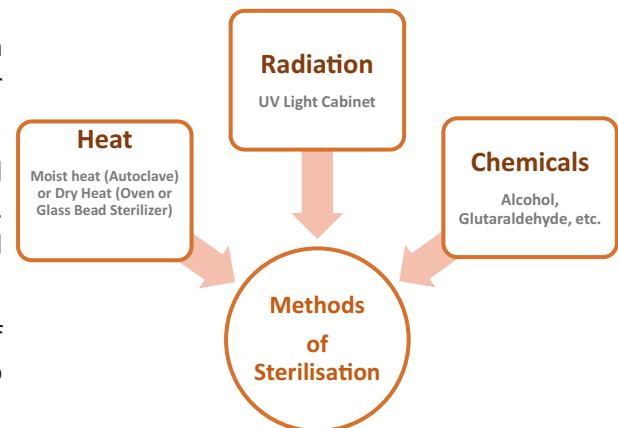 Radiation
UV Light Cabinet
Heat
Moist heat (Autoclave)
or Dry Heat (Oven or
Glass Bead Sterilizer)
Chemicals
Alcohol,
Glutaraldehyde, etc.
Methods
of
Sterilisation